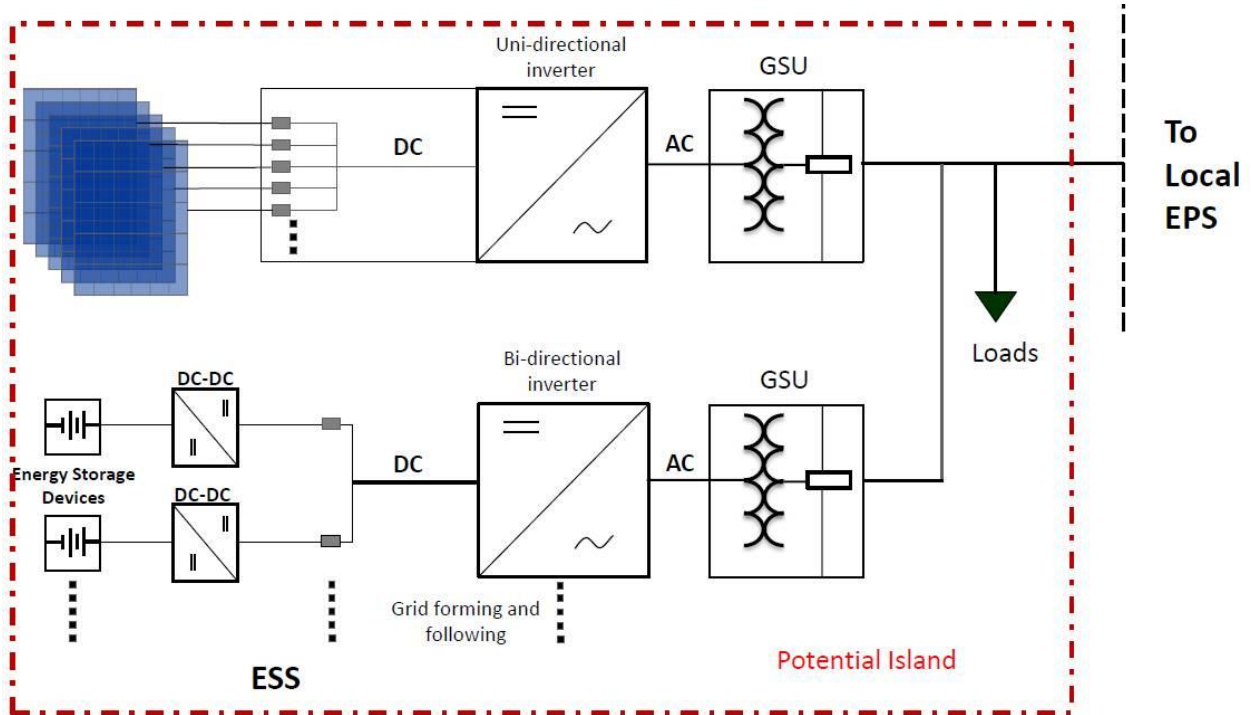 Uni-directional
inverter
GSU
DC
AC
To
Local
EPS
Loads
Bi-directional
inverter
GSU
DC-DC
DC
AC
Energy Storage
Devices
DC-DC
Grid forming and
following
Potential Island
ESS